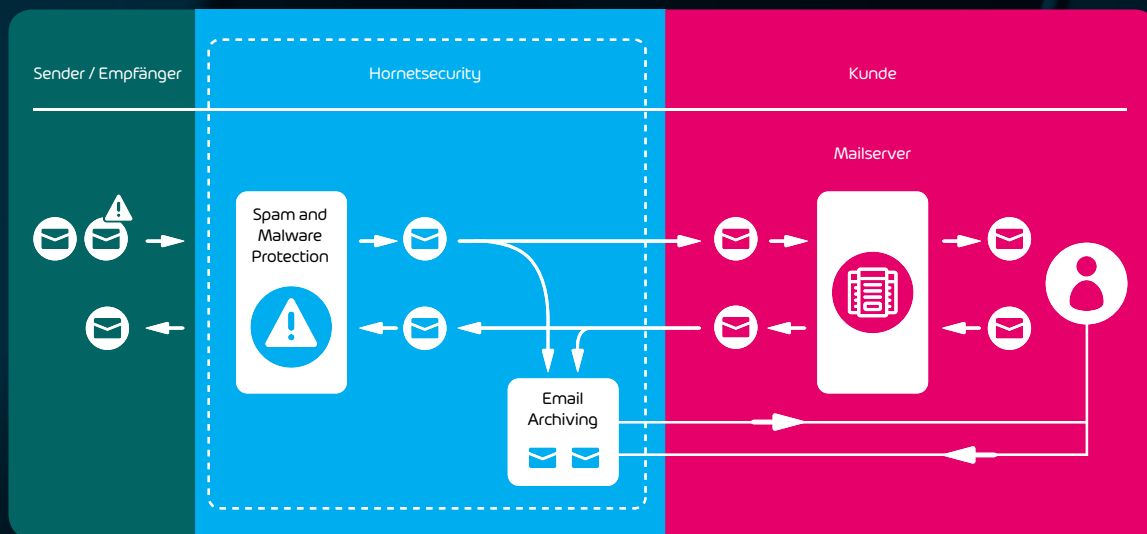 Sender / Empfänger
Hornetsecurity
Kunde
Mailserver
Spam and
Malware
Protection
Email
Archiving